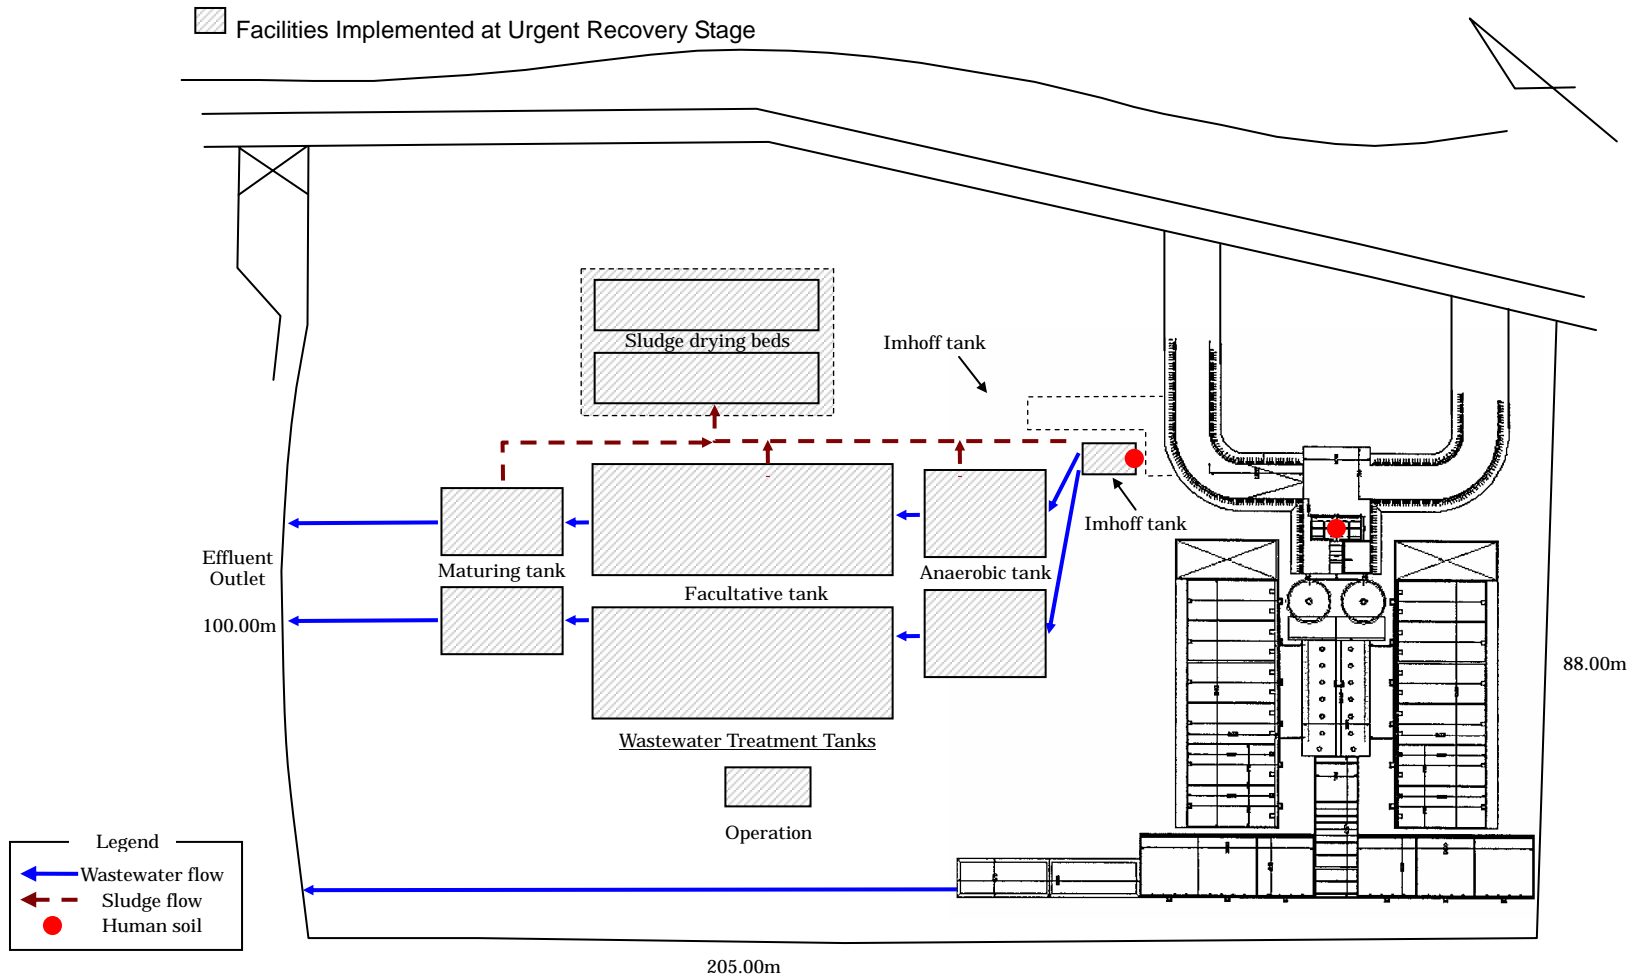 Facilities Implemented at Urgent Recovery Stage
Sludge drying beds
Imhoff tank
Imhoff tank
Effluent
Outlet
Maturing tank
Anaerobic tank
Facultative tank
100.00m
88.00m
Wastewater Treatment Tanks
Operation
Legend
Wastewater flow
Sludge flow
Human soil
205.00m